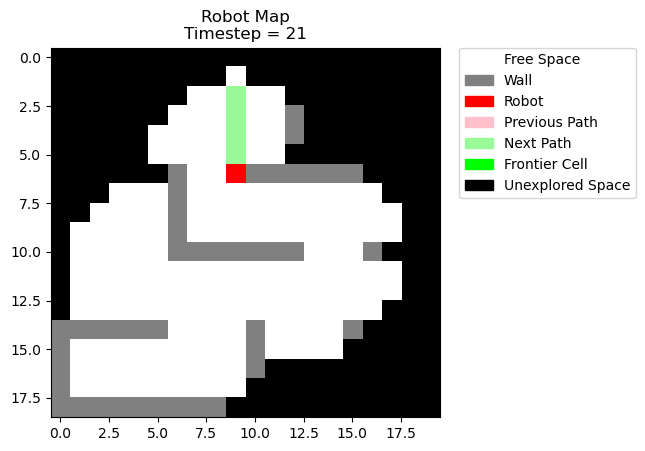 Robot Map
Timestep = 21
0.0
2.5
5.0
7.5
10.0
12.5
15.0
17.5
0.0 2.5 5.0 7.5 10.0 12.5 15.0 17.5
Free Space
Wall
Robot
Previous Path
Next Path
Frontier Cell
Unexplored Space